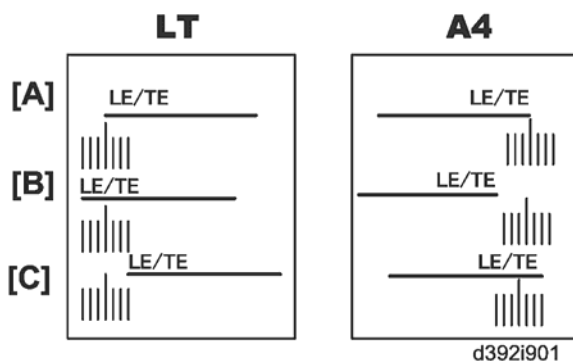 LT A4
[A] LE/TE LE/TE
[B] LE/TE LE/TE
[C] LE/TE LE/TE
d392i901